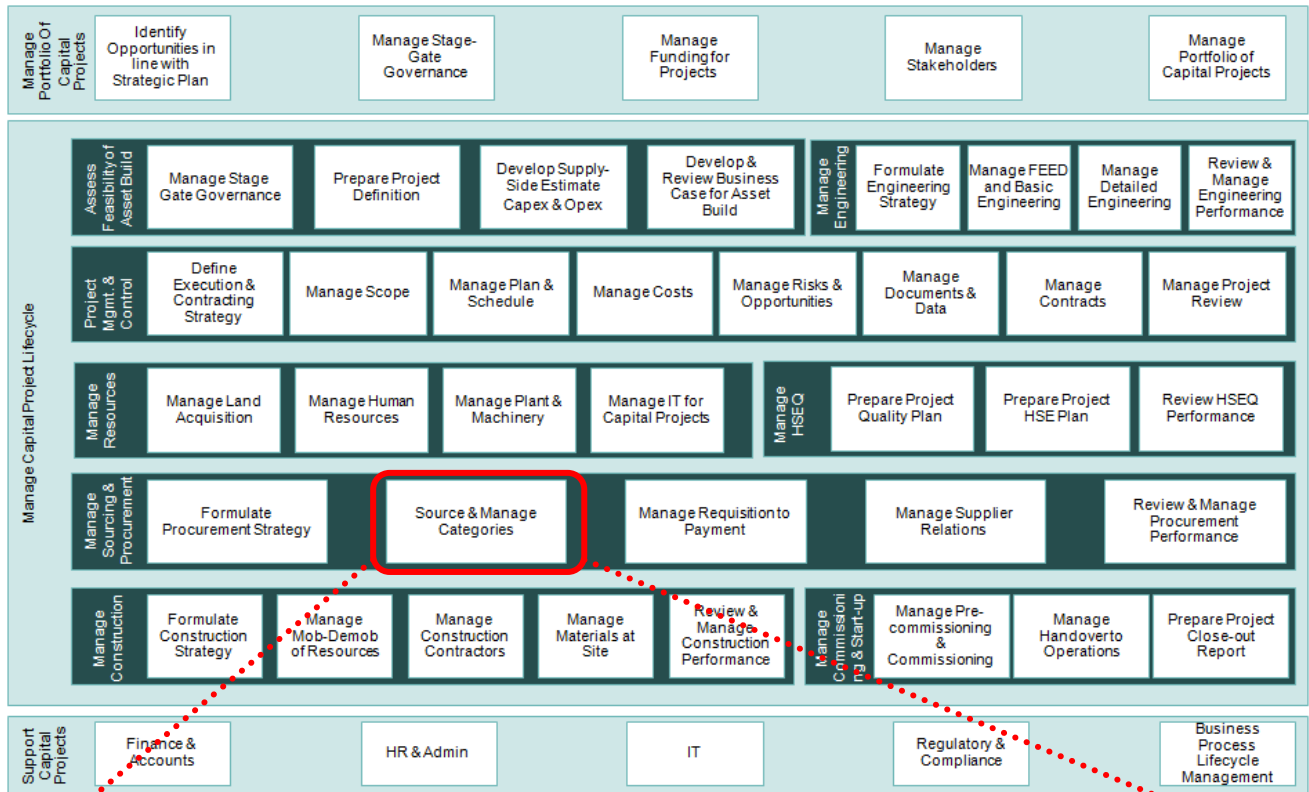 Manage
Portfolio Of
Capital
Projects
Identify
Opportunities in
line with
Strategic Plan
Manage Stage-
Gate
Governance
Manage
Funding for
Projects
Manage
Stakeholders
Manage
Portfolio of
Capital Projects
Manage Capital Project Lifecycle
Assess
Feasibility of
Asset Build
Manage Stage
Gate Governance
Prepare Project
Definition
Develop Supply-
Side Estimate
Capex & Opex
Develop &
Review Business
Case for Asset
Build
Manage
Engineering
Formulate
Engineering
Strategy
Manage FEED
and Basic
Engineering
Manage
Detailed
Engineering
Review &
Manage
Engineering
Performance
Project
Mgmt. &
Control
Define
Execution &
Contracting
Strategy
Manage Scope
Manage Plan &
Schedule
Manage Costs
Manage Risks &
Opportunities
Manage
Documents &
Data
Manage
Contracts
Manage Project
Review
Manage
Resources
Manage Land
Acquisition
Manage Human
Resources
Manage Plant &
Machinery
Manage IT for
Capital Projects
Manage
HSEQ
Prepare Project
Quality Plan
Prepare Project
HSE Plan
Review HSEQ
Performance
Manage
Sourcing &
Procurement
Formulate
Procurement Strategy
Source & Manage
Categories
Manage Requisition to
Payment
Manage Supplier
Relations
Review & Manage
Procurement
Performance
Manage
Construction
Formulate
Construction
Strategy
Manage
Mob-Demob
of Resources
Manage
Construction
Contractors
Manage
Materials at
Site
Review &
Manage
Construction
Performance
Manage
Commissioni
ng & Start-up
Manage Pre-
commissioning
&
Commissioning
Manage
Handover to
Operations
Prepare Project
Close-out
Report
Support
Capital
Projects
Finance &
Accounts
HR & Admin
IT
Regulatory &
Compliance
Business
Process
Lifecycle
Management